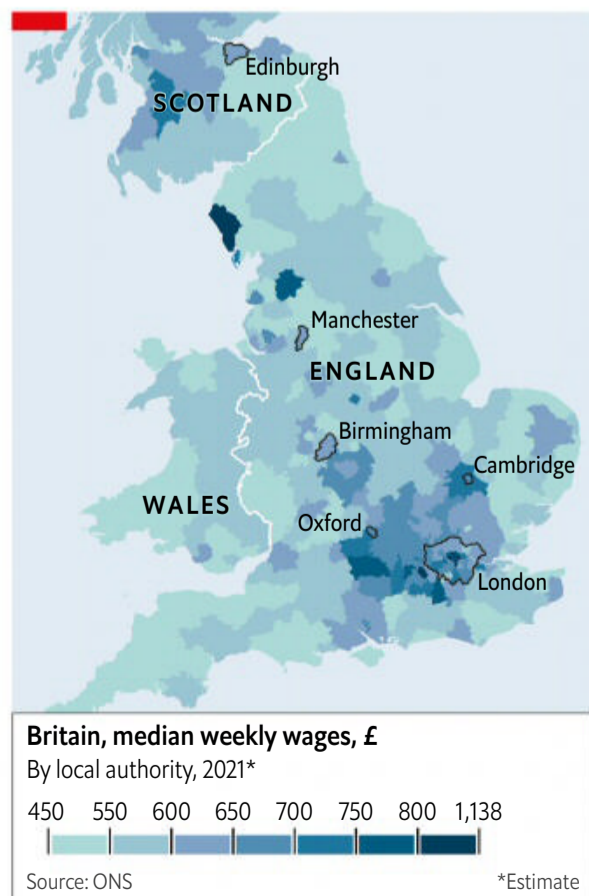 Edinburgh
SCOTLAND
Manchester
ENGLAND
Birmingham
Cambridge
WALES
Oxford
London
Britain, median weekly wages, £
By local authority, 2021*
450 550 600 650 700 750 800 1,138
Source: ONS *Estimate